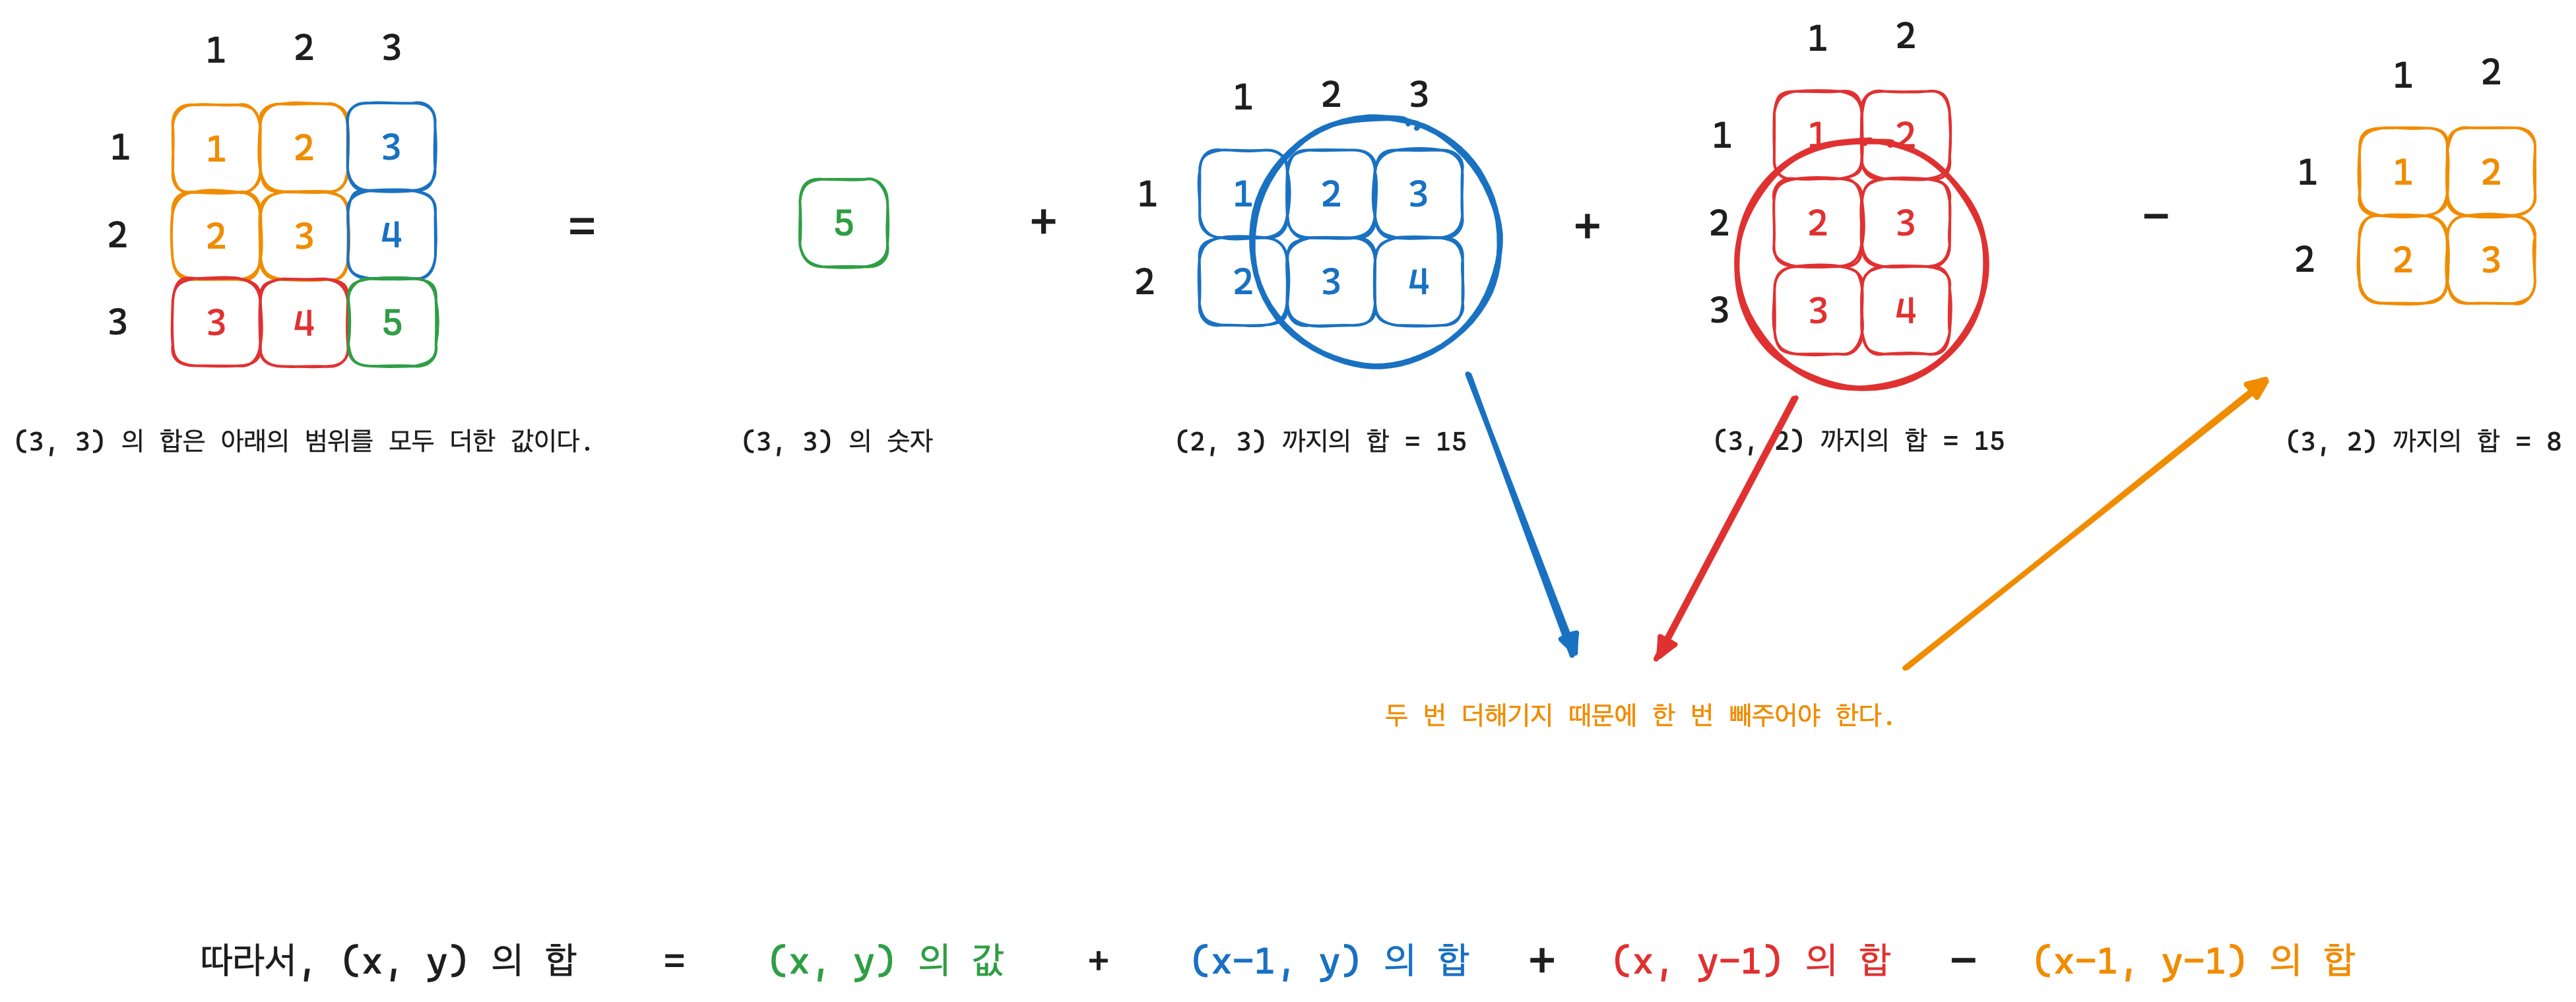 1 2 3
1 1 2 3
2 2 3 4
3 3 4 5
=
5
+
1 2 3
1 1 2 3
2 2 3 4
+
1 2
1 1 2
2 2 3
3 3 4
-
1 2
1 1 2
2 2 3
(3, 3) 의 합은 아래의 범위를 모두 더한 값이다.
(3, 3) 의 숫자
(2, 3) 까지의 합 = 15
(3, 2) 까지의 합 = 15
(3, 2) 까지의 합 = 8
두 번 더해기지 때문에 한 번 빼주어야 한다.
따라서, (x, y) 의 합 = (x, y) 의 값 + (x-1, y) 의 합 + (x, y-1) 의 합 - (x-1, y-1) 의 합